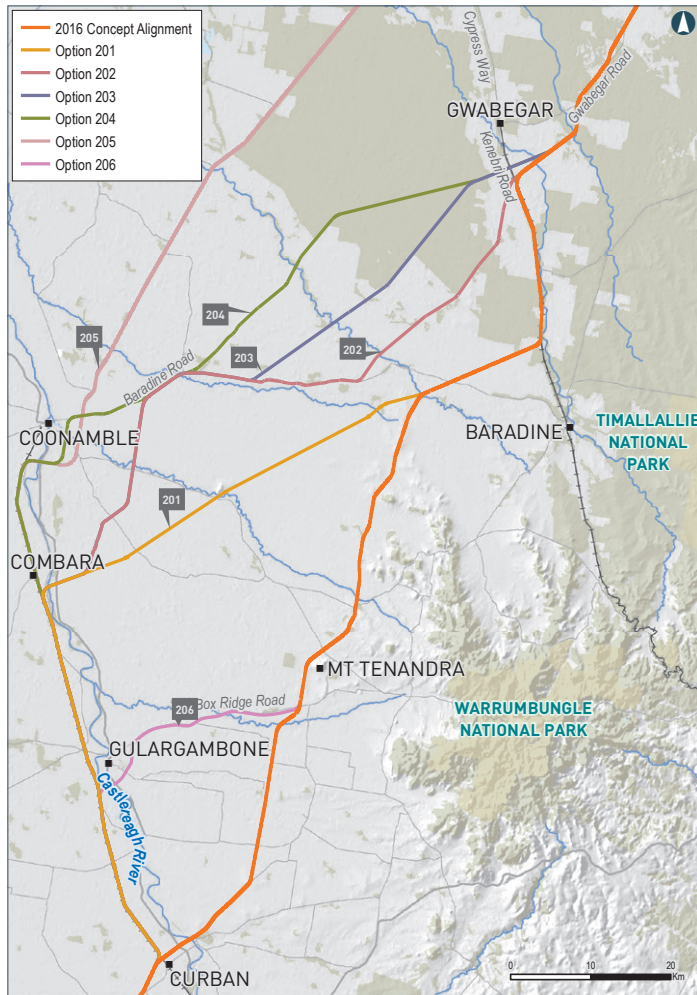 2016 Concept Alignment
Option 201
Option 202
Option 203
Option 204
Option 205
Option 206
Cypress Way
Gwabegar Road
GWABEGAR
Kenebri Road
204
205
203
202
Baradine Road
COONAMBLE
BARADINE
TIMALLALLIE
NATIONAL
PARK
201
COMBARA
MT TENANDRA
Box Ridge Road
206
WARRUMBUNGLE
NATIONAL PARK
GULARGAMBONE
Castlereagh River
CURBAN
0 10 20
Km